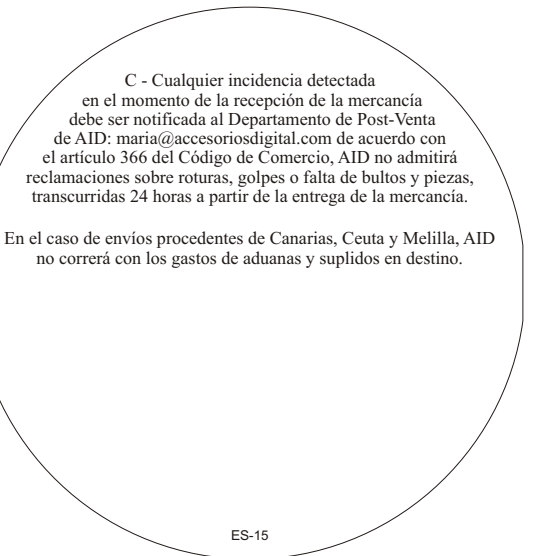 C - Cualquier incidencia detectada
en el momento de la recepción de la mercancía
debe ser notificada al Departamento de Post-Venta
de AID: maria@accesoriosdigital.com de acuerdo con
el artículo 366 del Código de Comercio, AID no admitirá
reclamaciones sobre roturas, golpes o falta de bultos y piezas,
transcurridas 24 horas a partir de la entrega de la mercancía.
En el caso de envíos procedentes de Canarias, Ceuta y Melilla, AID
no correrá con los gastos de aduanas y suplidos en destino.
ES-15